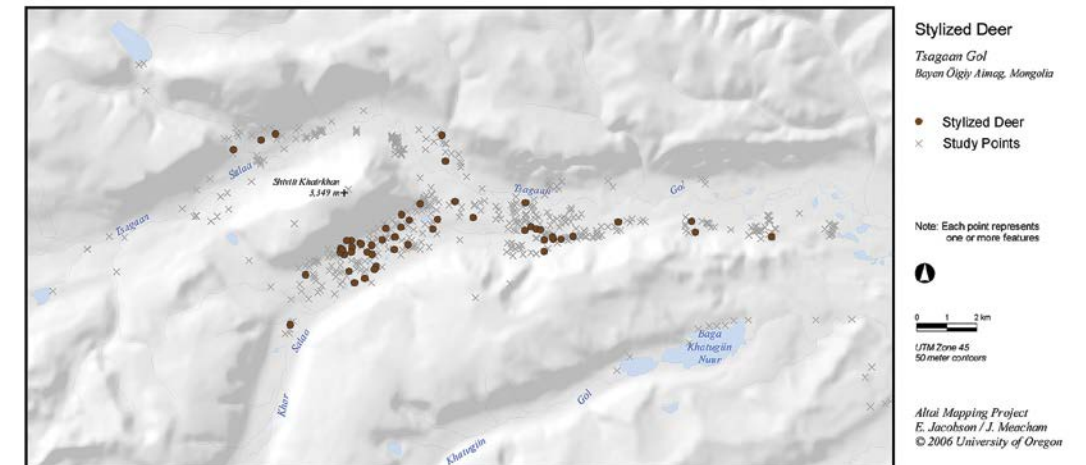 Stylized Deer
Tsagaan Gol
Bayan Ölgiy Aimag, Mongolia
Stylized Deer
Study Points
Note: Each point represents
one or more features
0 1 2 km
UTM Zone 45
50 meter contours
Altai Mapping Project
E. Jacobson / J. Meacham
© 2006 University of Oregon
Salaa
Tsagaan
Shiviit Khairkhan
3,349 m
Tsagaan
Gol
Salaa
Khar
Baga
Khatugiin
Nuur
Gol
Khatugiin